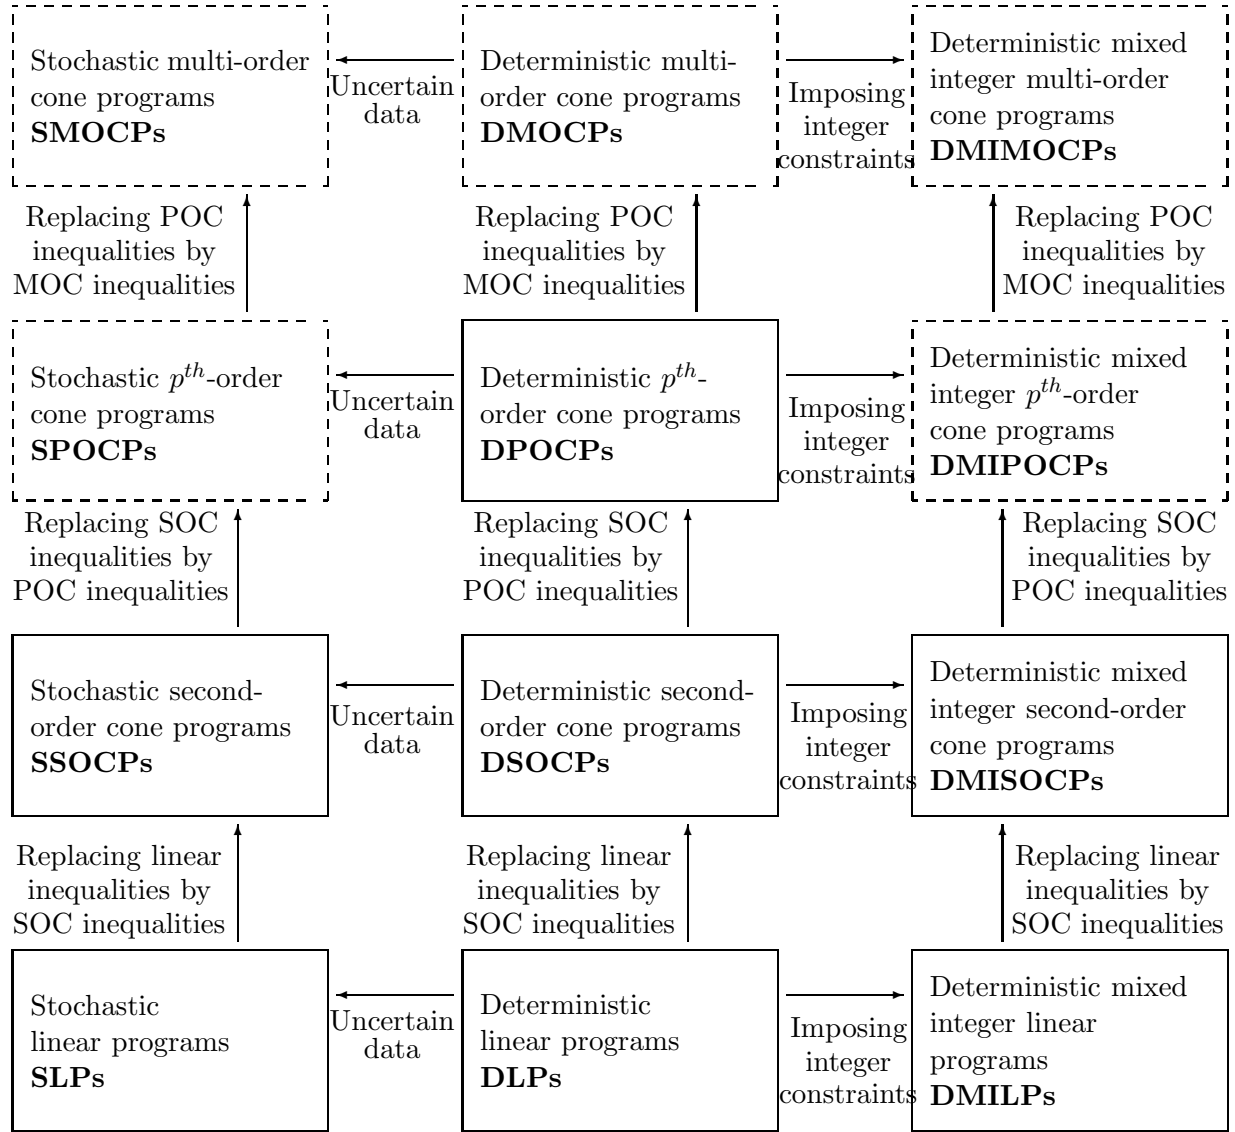 Stochastic multi-order
cone programs
SMOCPs
Uncertain
data
Deterministic multi-
order cone programs
DMOCPs
Imposing
integer
constraints
Deterministic mixed
integer multi-order
cone programs
DMIMOCPs
Replacing POC
inequalities by
MOC inequalities
Replacing POC
inequalities by
MOC inequalities
Replacing POC
inequalities by
MOC inequalities
Stochastic p^{th}-order
cone programs
SPOCPs
Uncertain
data
Deterministic p^{th}-
order cone programs
DPOCPs
Imposing
integer
constraints
Deterministic mixed
integer p^{th}-order
cone programs
DMIPOCPs
Replacing SOC
inequalities by
POC inequalities
Replacing SOC
inequalities by
POC inequalities
Replacing SOC
inequalities by
POC inequalities
Stochastic second-
order cone programs
SSOCPs
Uncertain
data
Deterministic second-
order cone programs
DSOCPs
Imposing
integer
constraints
Deterministic mixed
integer second-order
cone programs
DMISOCPs
Replacing linear
inequalities by
SOC inequalities
Replacing linear
inequalities by
SOC inequalities
Replacing linear
inequalities by
SOC inequalities
Stochastic
linear programs
SLPs
Uncertain
data
Deterministic
linear programs
DLPs
Imposing
integer
constraints
Deterministic mixed
integer linear
programs
DMILPs